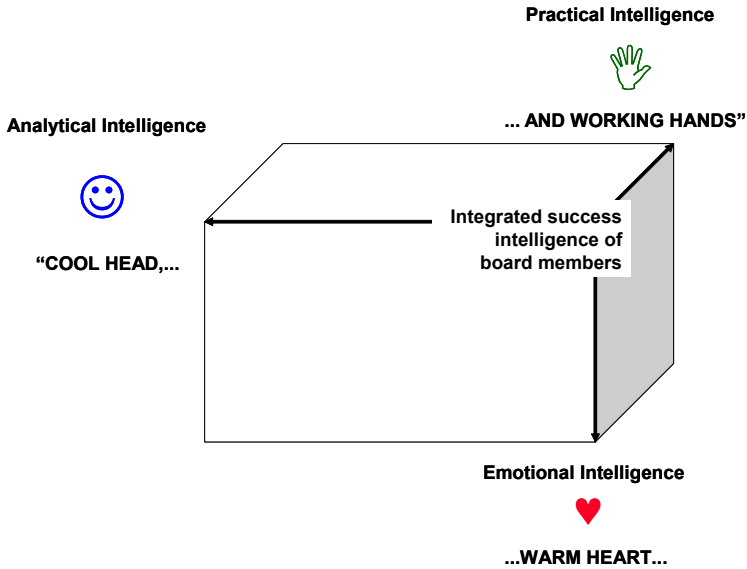 Practical Intelligence
... AND WORKING HANDS”
Analytical Intelligence
“COOL HEAD,...
Integrated success
intelligence of
board members
Emotional Intelligence
...WARM HEART...